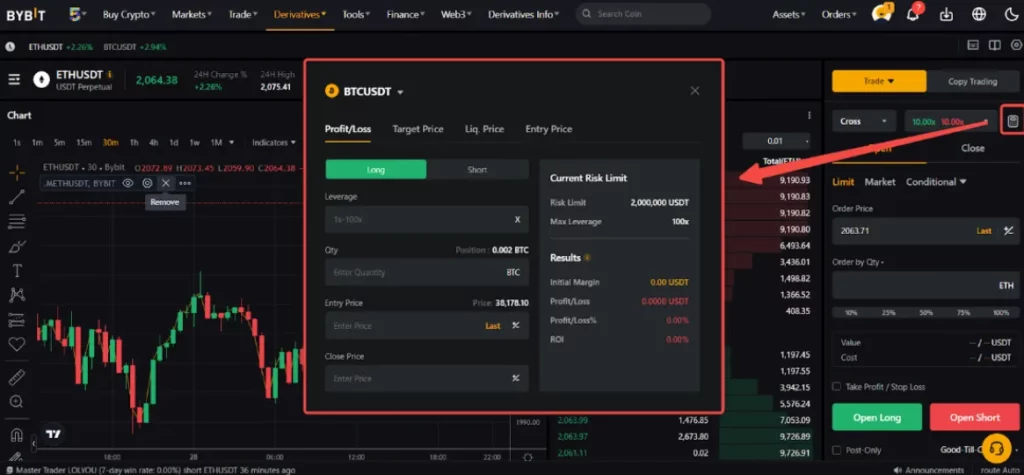 BYBIT Buy Crypto Markets Trade Derivatives Tools Finance Web3 Derivatives Info Search Coin Assets Orders 1 7
ETHUSDT +2.26% BTCUSDT +2.94%
ETHUSDT
USDT Perpetual
2,064.38
24H Change %
+2.26%
24H High
2,075.41
Chart
1s 1m 5m 15m 30m 1h 4h 1d 1w 1M Indicators
ETHUSDT • 30 • Bybit O2072.89 H2073.45 L2059.90 C2064.38
.METHUSDT, BYBIT
Remove
18:00 28 06:00 12:00 18:00 22:00
1990.00
BTCUSDT
Profit/Loss Target Price Liq. Price Entry Price
Long Short
Leverage
1x-100x X
Qty Position : 0.002 BTC
Enter Quantity BTC
Entry Price Price: 38,178.10
Enter Price Last
Close Price
Enter Price
Current Risk Limit
Risk Limit 2,000,000 USDT
Max Leverage 100x
Results
Initial Margin 0.00 USDT
Profit/Loss 0.0000 USDT
Profit/Loss% 0.00%
ROI 0.00%
0.01
9,190.93
9,190.83
9,190.82
9,190.80
6,493.64
3,436.01
1,498.82
1,366.52
408.35
1,197.45
1,197.55
3,942.15
5,576.24
2,063.99 1,476.85 7,053.09
2,063.97 2,673.80 9,726.89
2,061.11 0.02 9,726.91
Trade Copy Trading
Cross 10.00x 10.00x
Open Close
Limit Market Conditional
Order Price
2063.71 Last
Order by Qty
ETH
10% 25% 50% 75% 100%
Value -- / -- USDT
Cost -- / -- USDT
Take Profit / Stop Loss
Open Long Open Short
Post-Only
Master Trader LOLYOU (7-day win rate: 0.00%) short ETHUSDT 36 minutes ago
Announcements route Auto